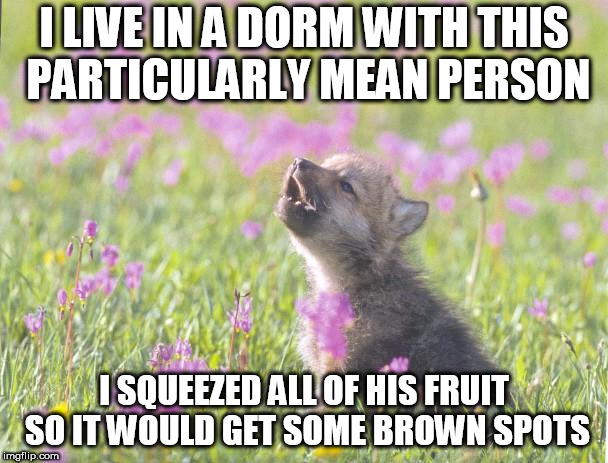 I LIVE IN A DORM WITH THIS
PARTICULARLY MEAN PERSON
I SQUEEZED ALL OF HIS FRUIT
SO IT WOULD GET SOME BROWN SPOTS
imgflip.com